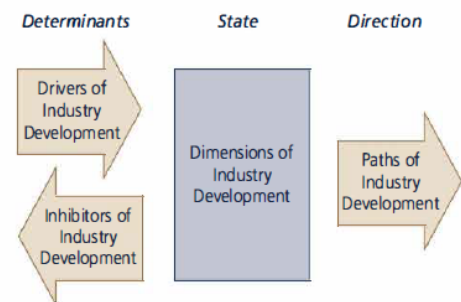 Determinants
State
Direction
Drivers of
Industry
Development
Inhibitors of
Industry
Development
Dimensions of
Industry
Development
Paths of
Industry
Development